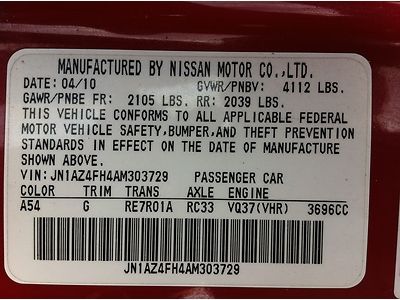 MANUFACTURED BY NISSAN MOTOR CO.,LTD.
DATE: 04/10 GVWR/PNBV: 4112 LBS.
GAWR/PNBE FR: 2105 LBS. RR: 2039 LBS.
THIS VEHICLE CONFORMS TO ALL APPLICABLE FEDERAL
MOTOR VEHICLE SAFETY,BUMPER,AND THEFT PREVENTION
STANDARDS IN EFFECT ON THE DATE OF MANUFACTURE
SHOWN ABOVE.
VIN: JN1AZ4FH4AM303729 PASSENGER CAR
COLOR TRIM TRANS AXLE ENGINE
A54 G RE7R01A RC33 VQ37(VHR) 3696CC
JN1AZ4FH4AM303729